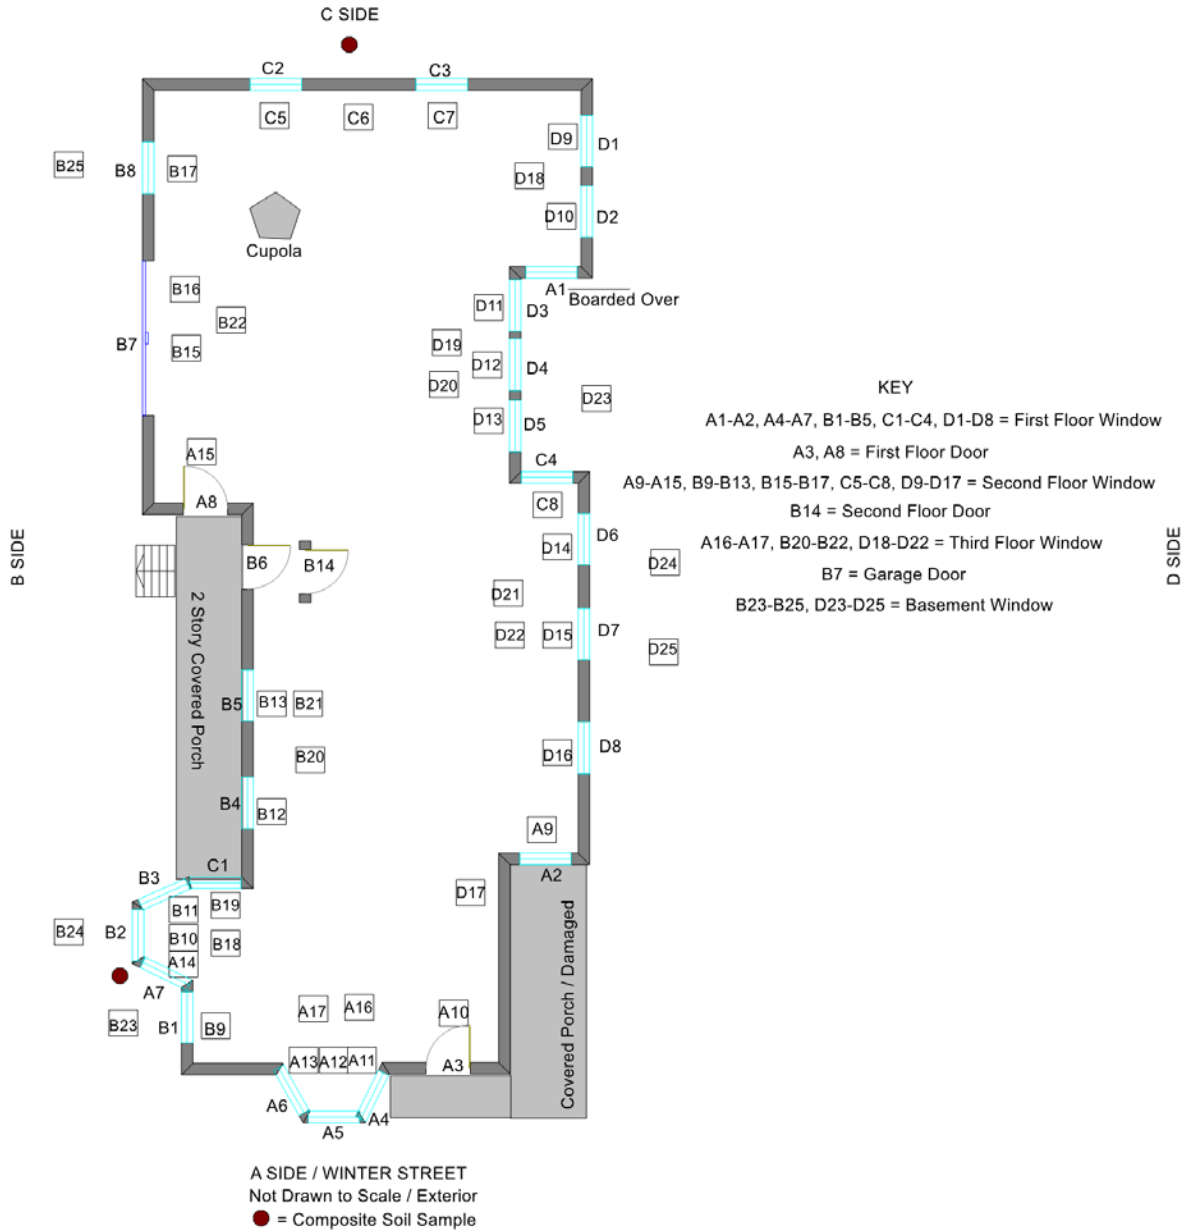 C SIDE
C2
C3
C5
C6
C7
D9
D1
B25
B8
B17
D18
D10
D2
Cupola
A1
Boarded Over
B16
D11
D3
B22
B7
B15
D19
D12
D4
D20
D23
D13
D5
KEY
A1-A2, A4-A7, B1-B5, C1-C4, D1-D8 = First Floor Window
A3, A8 = First Floor Door
A9-A15, B9-B13, B15-B17, C5-C8, D9-D17 = Second Floor Window
B14 = Second Floor Door
A16-A17, B20-B22, D18-D22 = Third Floor Window
B7 = Garage Door
B23-B25, D23-D25 = Basement Window
A15
A8
C4
C8
D6
D14
D24
B SIDE
D SIDE
B6
B14
2 Story Covered Porch
D21
D22
D15
D7
D25
B5
B13
B21
B20
D16
D8
B4
B12
A9
A2
C1
B3
B11
B19
D17
B24
B2
B10
B18
A14
A7
B23
B1
B9
A17
A16
A10
Covered Porch / Damaged
A13
A12
A11
A3
A6
A5
A4
A SIDE / WINTER STREET
Not Drawn to Scale / Exterior
= Composite Soil Sample